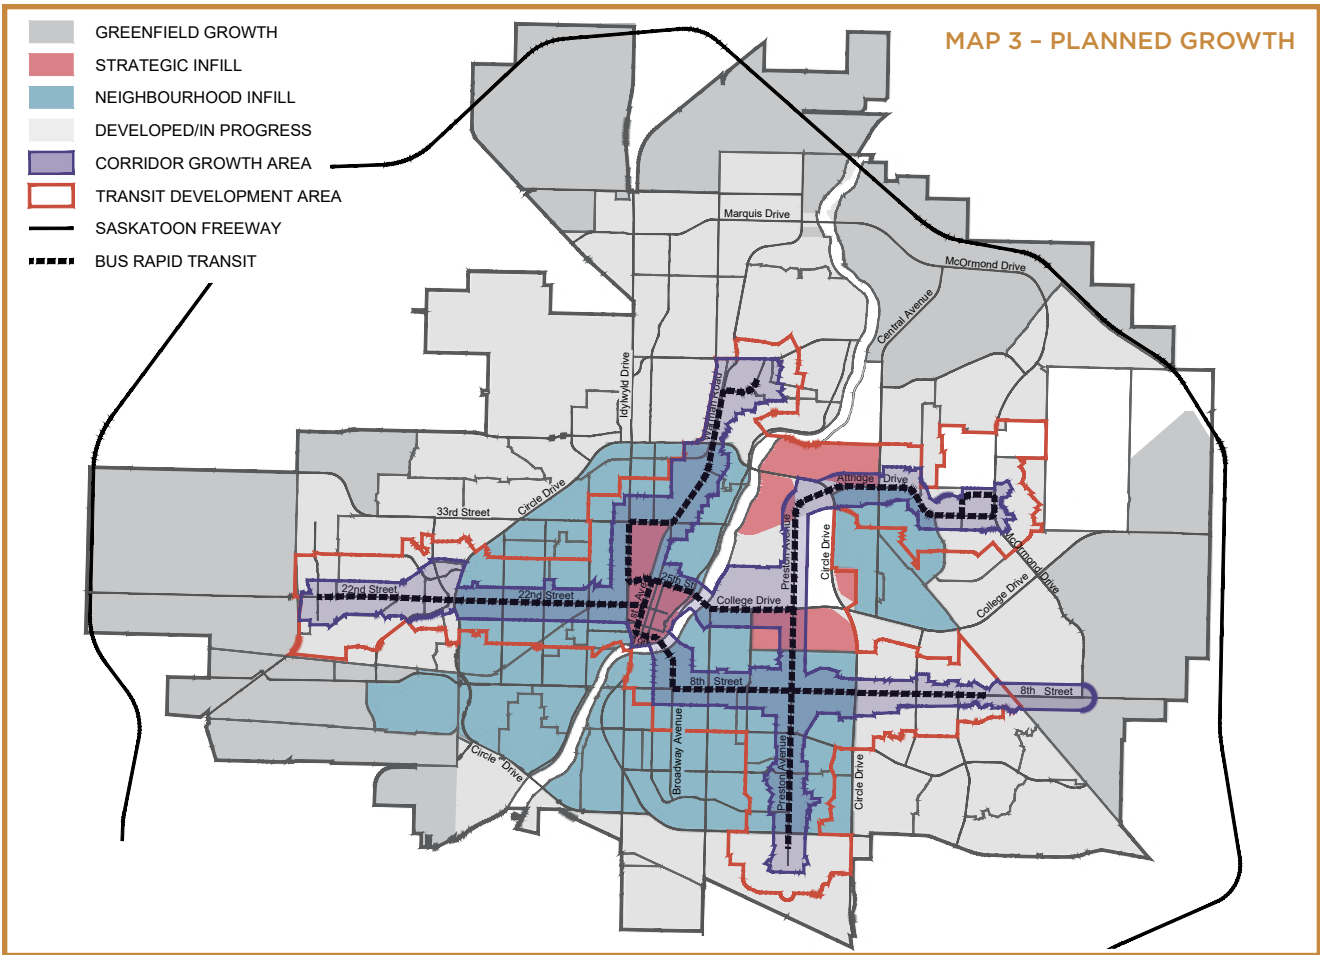 MAP 3 – PLANNED GROWTH
GREENFIELD GROWTH
STRATEGIC INFILL
NEIGHBOURHOOD INFILL
DEVELOPED/IN PROGRESS
CORRIDOR GROWTH AREA
TRANSIT DEVELOPMENT AREA
SASKATOON FREEWAY
BUS RAPID TRANSIT
Marquis Drive
McOrmond Drive
Central Avenue
Idylwyld Drive
Circle Drive
33rd Street
Attridge Drive
Preston Avenue
Circle Drive
McOrmond Drive
College Drive
22nd Street
22nd Street
25th St
College Drive
8th Street
8th Street
Broadway Avenue
Preston Avenue
Circle Drive
Circle Drive